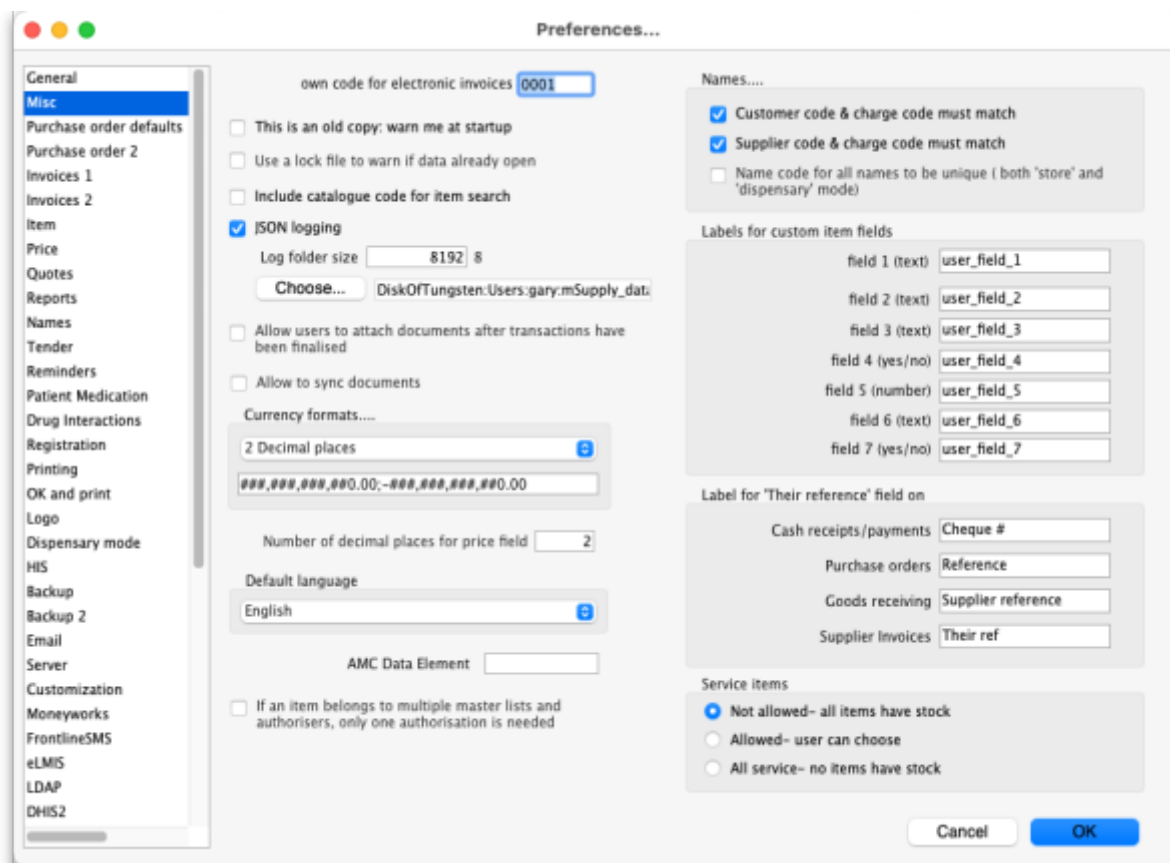 Preferences...
General
Misc
Purchase order defaults
Purchase order 2
Invoices 1
Invoices 2
Item
Price
Quotes
Reports
Names
Tender
Reminders
Patient Medication
Drug Interactions
Registration
Printing
OK and print
Logo
Dispensary mode
HIS
Backup
Backup 2
Email
Server
Customization
Moneyworks
FrontlineSMS
eLMIS
LDAP
DHIS2
own code for electronic invoices 0001
This is an old copy: warn me at startup
Use a lock file to warn if data already open
Include catalogue code for item search
JSON logging
Log folder size 8192 8
Choose... DiskOfTungsten:Users:gary:mSupply_data
Allow users to attach documents after transactions have
been finalised
Allow to sync documents
Currency formats....
2 Decimal places
###,###,###,##0.00;-###,###,###,##0.00
Number of decimal places for price field 2
Default language
English
AMC Data Element
If an item belongs to multiple master lists and
authorisers, only one authorisation is needed
Names....
Customer code & charge code must match
Supplier code & charge code must match
Name code for all names to be unique ( both 'store' and
'dispensary' mode)
Labels for custom item fields
field 1 (text) user_field_1
field 2 (text) user_field_2
field 3 (text) user_field_3
field 4 (yes/no) user_field_4
field 5 (number) user_field_5
field 6 (text) user_field_6
field 7 (yes/no) user_field_7
Label for 'Their reference' field on
Cash receipts/payments Cheque #
Purchase orders Reference
Goods receiving Supplier reference
Supplier Invoices Their ref
Service items
Not allowed- all items have stock
Allowed- user can choose
All service- no items have stock
Cancel OK